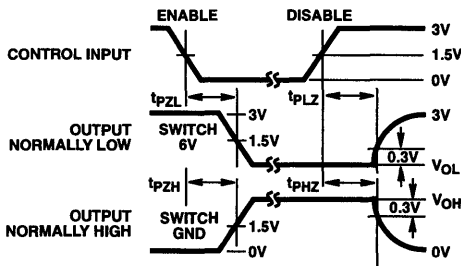 ENABLE DISABLE
3V
CONTROL INPUT 1.5V
0V
tPZL tPLZ
3V 3V
OUTPUT NORMALLY LOW
SWITCH 6V
1.5V
0.3V
VOL
tPZH tPHZ
VOH
OUTPUT NORMALLY HIGH
SWITCH GND
0.3V
1.5V
0V 0V